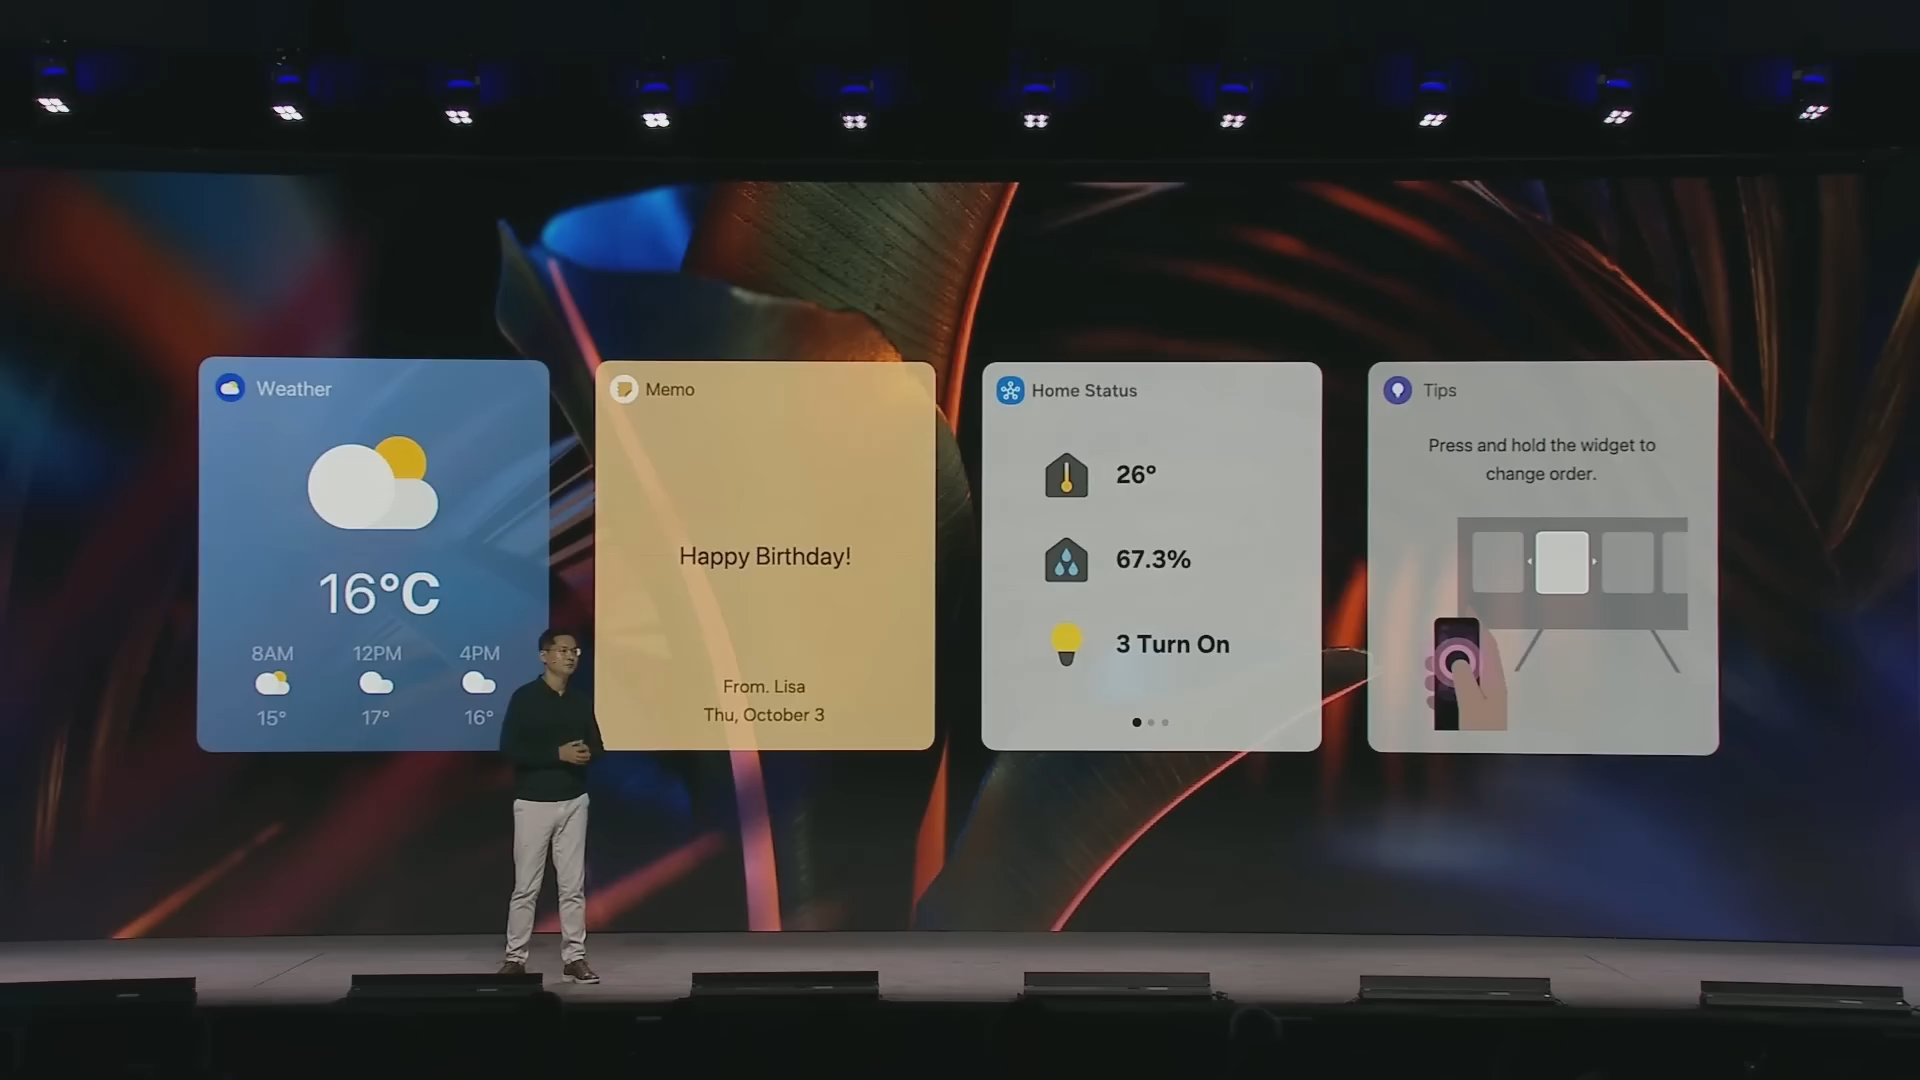 Weather
16°C
8AM 12PM 4PM
15° 17° 16°
Memo
Happy Birthday!
From. Lisa
Thu, October 3
Home Status
26°
67.3%
3 Turn On
Tips
Press and hold the widget to
change order.